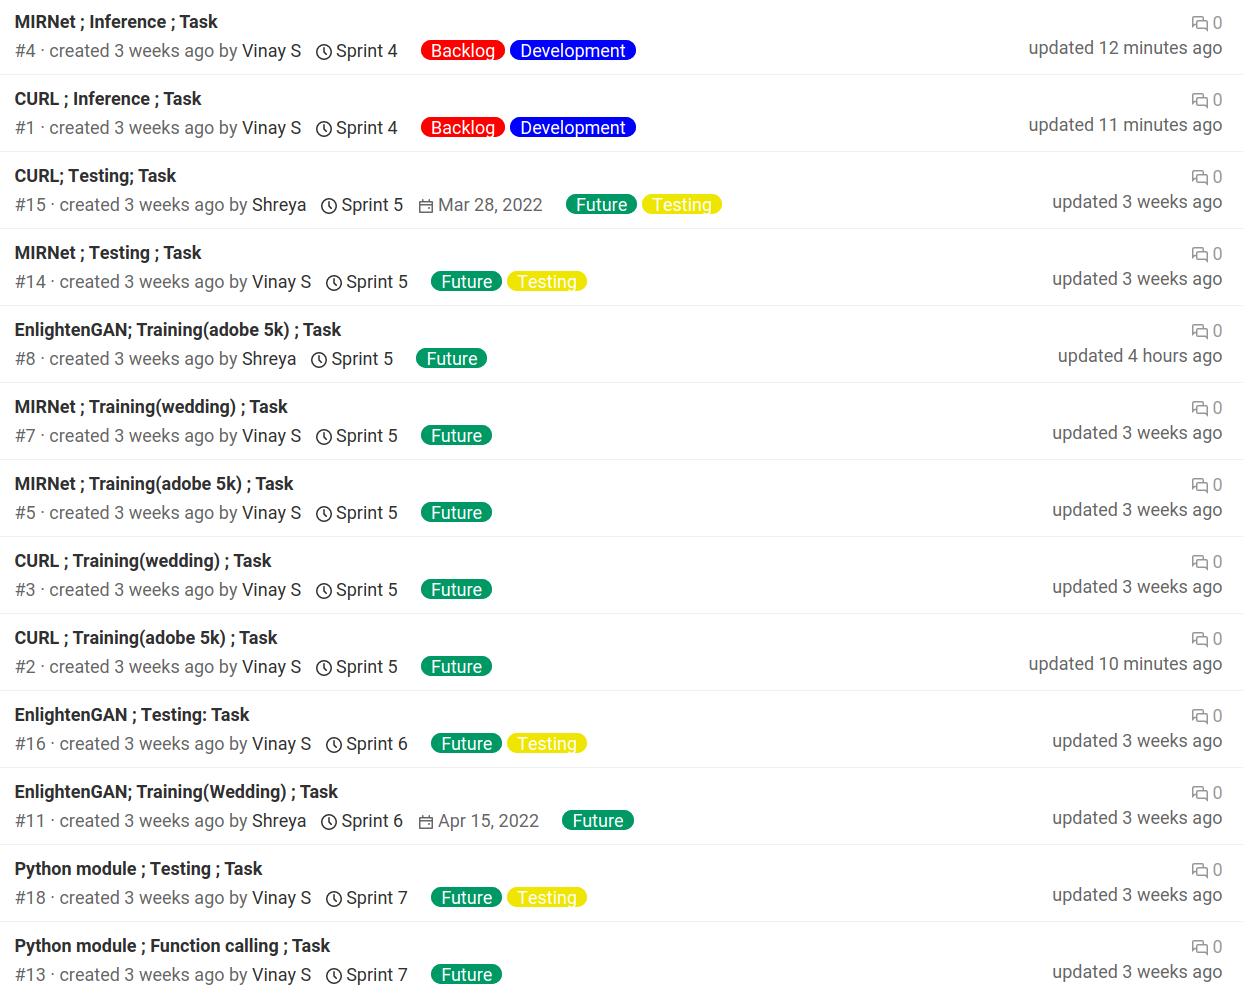 MIRNet ; Inference ; Task
0
#4 · created 3 weeks ago by Vinay S Sprint 4 Backlog Development
updated 12 minutes ago
CURL ; Inference ; Task
0
#1 · created 3 weeks ago by Vinay S Sprint 4 Backlog Development
updated 11 minutes ago
CURL; Testing; Task
0
#15 · created 3 weeks ago by Shreya Sprint 5 Mar 28, 2022 Future Testing
updated 3 weeks ago
MIRNet ; Testing ; Task
0
#14 · created 3 weeks ago by Vinay S Sprint 5 Future Testing
updated 3 weeks ago
EnlightenGAN; Training(adobe 5k) ; Task
0
#8 · created 3 weeks ago by Shreya Sprint 5 Future
updated 4 hours ago
MIRNet ; Training(wedding) ; Task
0
#7 · created 3 weeks ago by Vinay S Sprint 5 Future
updated 3 weeks ago
MIRNet ; Training(adobe 5k) ; Task
0
#5 · created 3 weeks ago by Vinay S Sprint 5 Future
updated 3 weeks ago
CURL ; Training(wedding) ; Task
0
#3 · created 3 weeks ago by Vinay S Sprint 5 Future
updated 3 weeks ago
CURL ; Training(adobe 5k) ; Task
0
#2 · created 3 weeks ago by Vinay S Sprint 5 Future
updated 10 minutes ago
EnlightenGAN ; Testing: Task
0
#16 · created 3 weeks ago by Vinay S Sprint 6 Future Testing
updated 3 weeks ago
EnlightenGAN; Training(Wedding) ; Task
0
#11 · created 3 weeks ago by Shreya Sprint 6 Apr 15, 2022 Future
updated 3 weeks ago
Python module ; Testing ; Task
0
#18 · created 3 weeks ago by Vinay S Sprint 7 Future Testing
updated 3 weeks ago
Python module ; Function calling ; Task
0
#13 · created 3 weeks ago by Vinay S Sprint 7 Future
updated 3 weeks ago